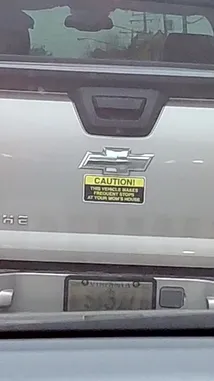 CAUTION!
THIS VEHICLE MAKES
FREQUENT STOPS
AT YOUR MOM'S HOUSE
HE
VIRGINIA